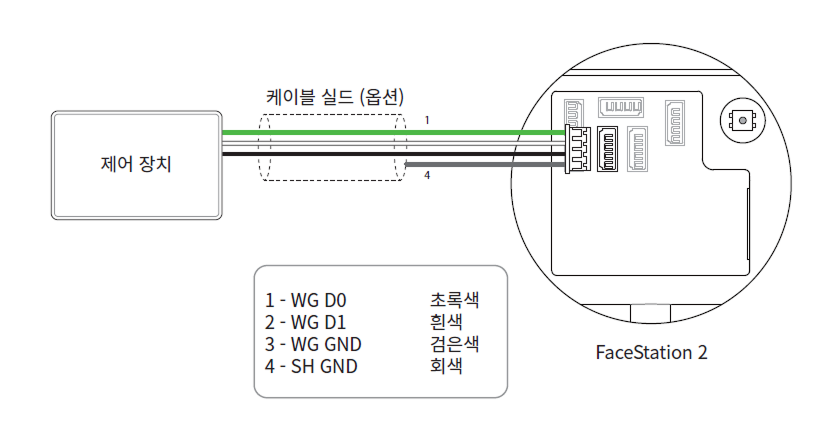 케이블 실드 (옵션)
1
제어 장치
4
1 - WG D0 초록색
2 - WG D1 흰색
3 - WG GND 검은색
4 - SH GND 회색
FaceStation 2